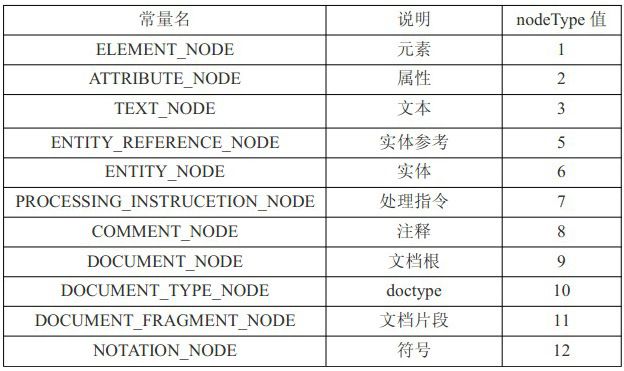 常量名 说明 nodeType 值
ELEMENT_NODE 元素 1
ATTRIBUTE_NODE 属性 2
TEXT_NODE 文本 3
ENTITY_REFERENCE_NODE 实体参考 5
ENTITY_NODE 实体 6
PROCESSING_INSTRUCETION_NODE 处理指令 7
COMMENT_NODE 注释 8
DOCUMENT_NODE 文档根 9
DOCUMENT_TYPE_NODE doctype 10
DOCUMENT_FRAGMENT_NODE 文档片段 11
NOTATION_NODE 符号 12